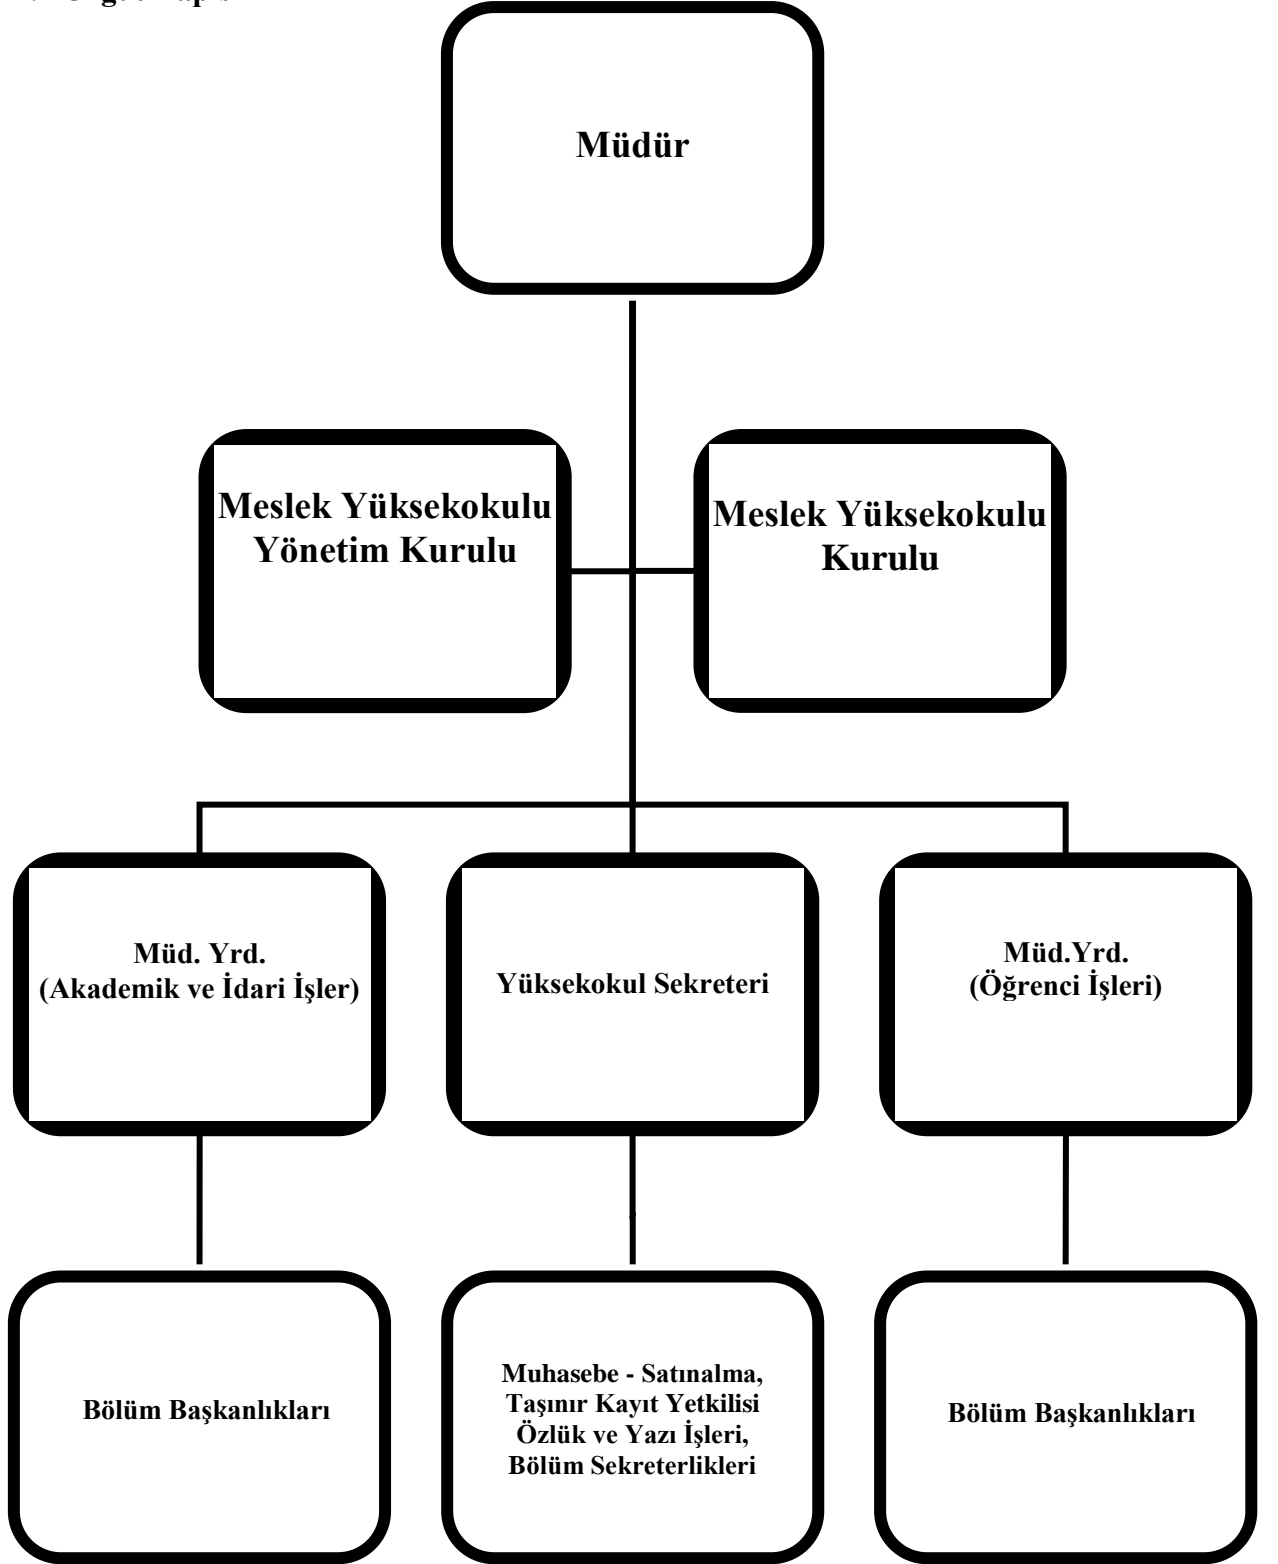 Müdür
Meslek Yüksekokulu
Yönetim Kurulu
Meslek Yüksekokulu
Kurulu
Müd. Yrd.
(Akademik ve İdari İşler)
Yüksekokul Sekreteri
Müd.Yrd.
(Öğrenci İşleri)
Bölüm Başkanlıkları
Muhasebe - Satınalma,
Taşınır Kayıt Yetkilisi
Özlük ve Yazı İşleri,
Bölüm Sekreterlikleri
Bölüm Başkanlıkları